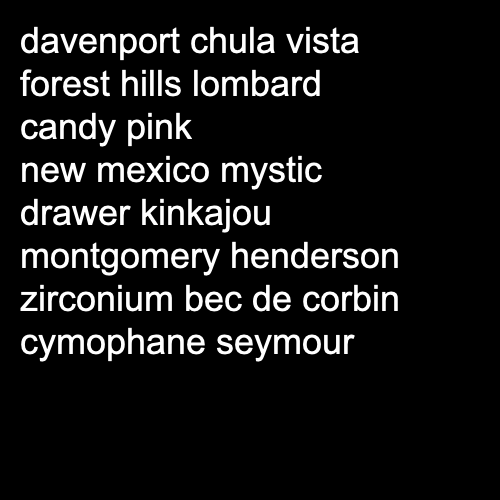 davenport chula vista
forest hills lombard
candy pink
new mexico mystic
drawer kinkajou
montgomery henderson
zirconium bec de corbin
cymophane seymour